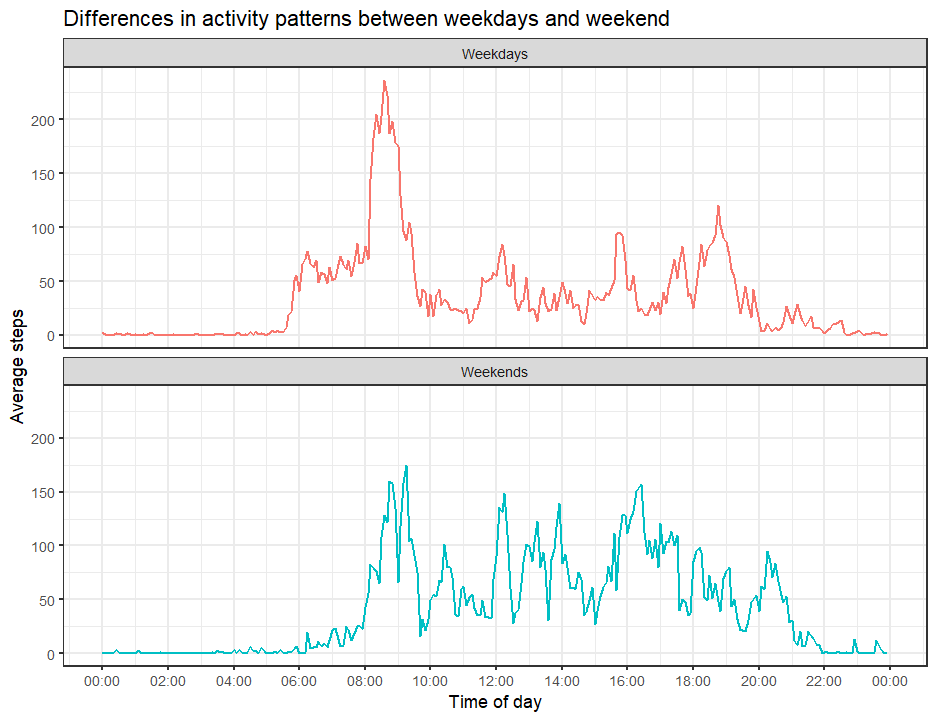 Differences in activity patterns between weekdays and weekend
Weekdays
200
150
100
50
0
Average steps
Weekends
200
150
100
50
0
00:00 02:00 04:00 06:00 08:00 10:00 12:00 14:00 16:00 18:00 20:00 22:00 00:00
Time of day